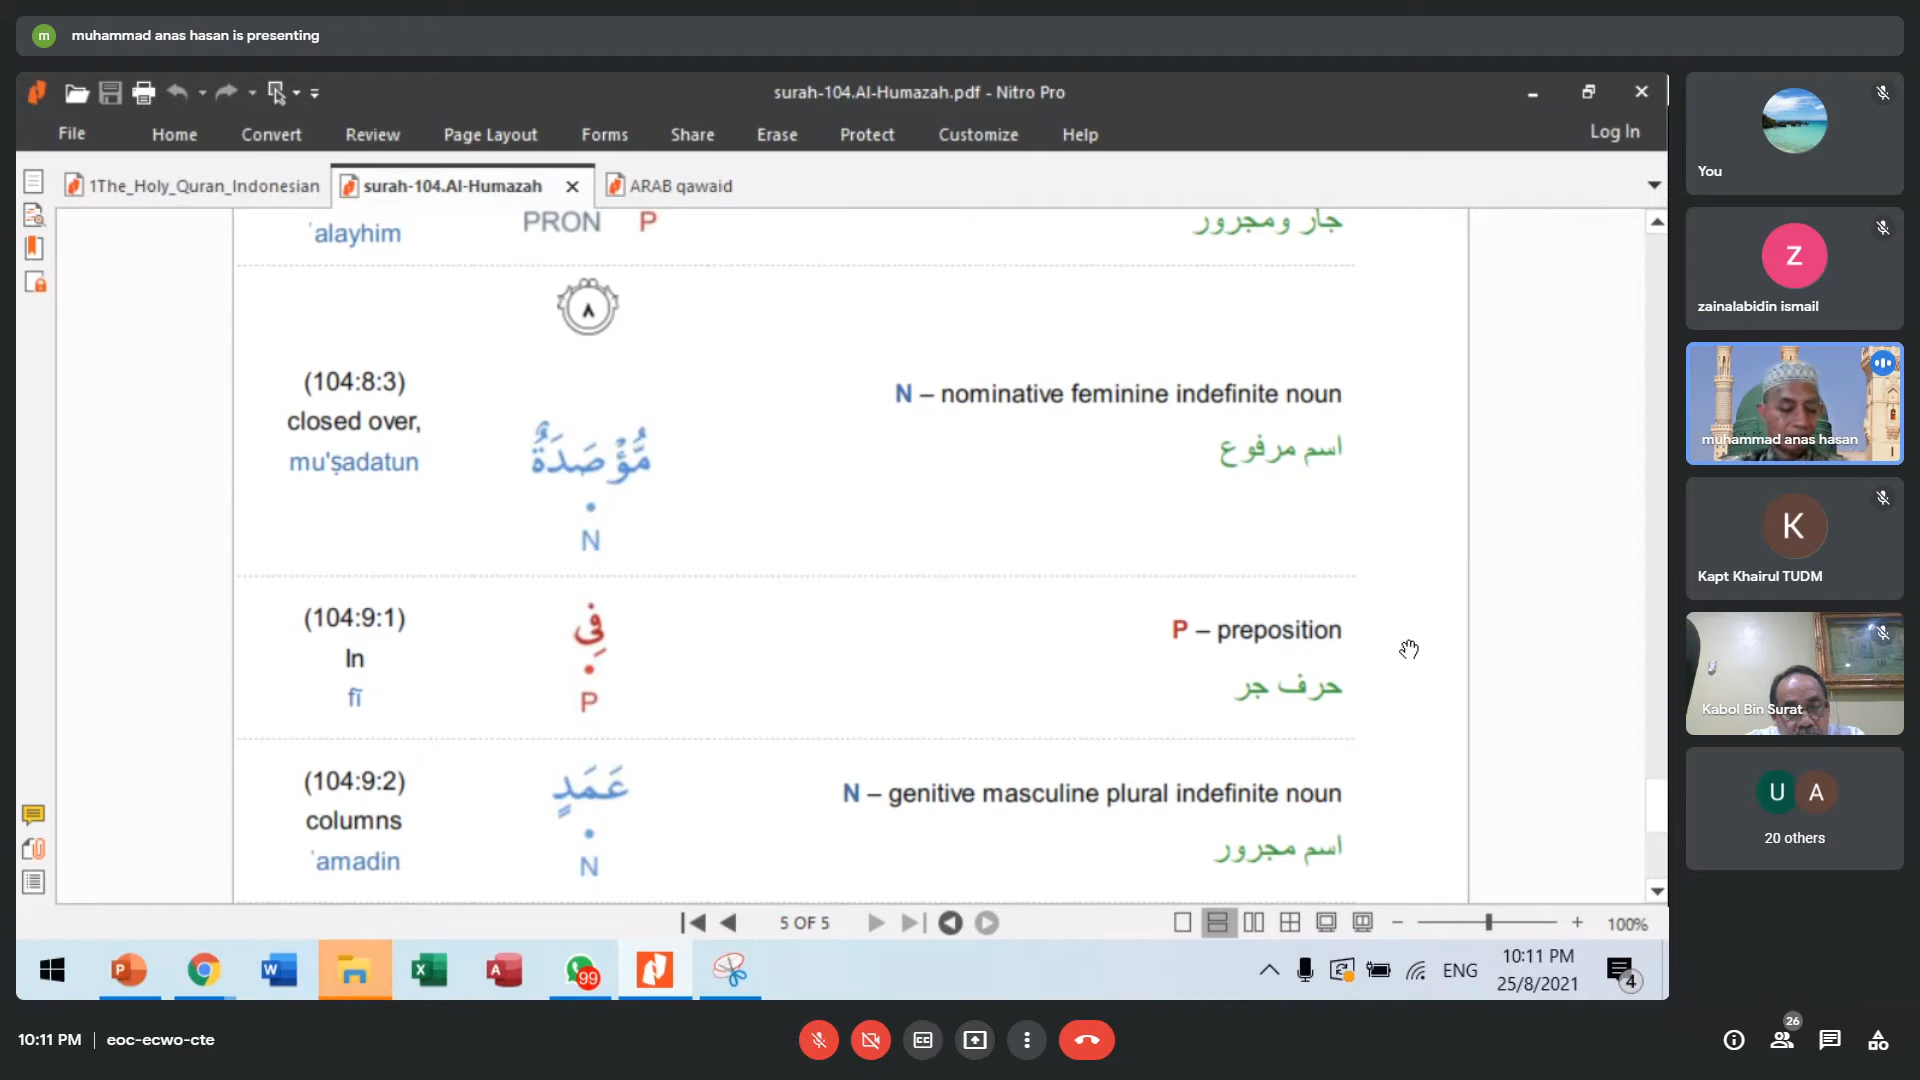 m muhammad anas hasan is presenting
surah-104.Al-Humazah.pdf - Nitro Pro
File Home Convert Review Page Layout Forms Share Erase Protect Customize Help Log In
1The_Holy_Quran_Indonesian surah-104.Al-Humazah ARAB qawaid
ʿalayhim PRON P جار ومجرور
٨
(104:8:3)
closed over,
mu'ṣadatun
مُّؤْصَدَةٌ
N
N – nominative feminine indefinite noun
اسم مرفوع
(104:9:1)
In
fī
فِى
P
P – preposition
حرف جر
(104:9:2)
columns
ʿamadin
عَمَدٍ
N
N – genitive masculine plural indefinite noun
اسم مجرور
5 OF 5
100%
99
ENG
10:11 PM
25/8/2021
4
You
Z
zainalabidin ismail
muhammad anas hasan
K
Kapt Khairul TUDM
Kabol Bin Surat
U A
20 others
10:11 PM | eoc-ecwo-cte
26